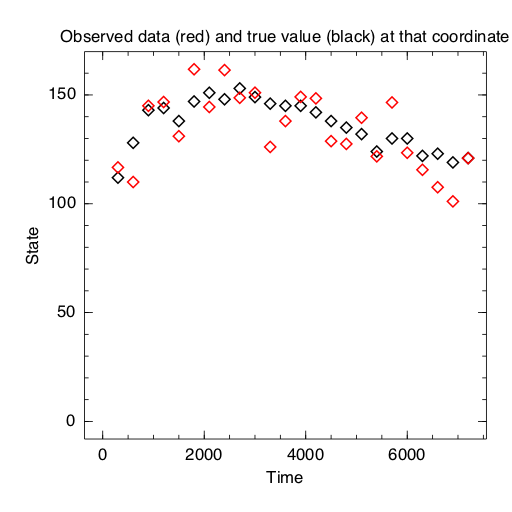 Observed data (red) and true value (black) at that coordinate
150
100
50
0
State
0 2000 4000 6000
Time